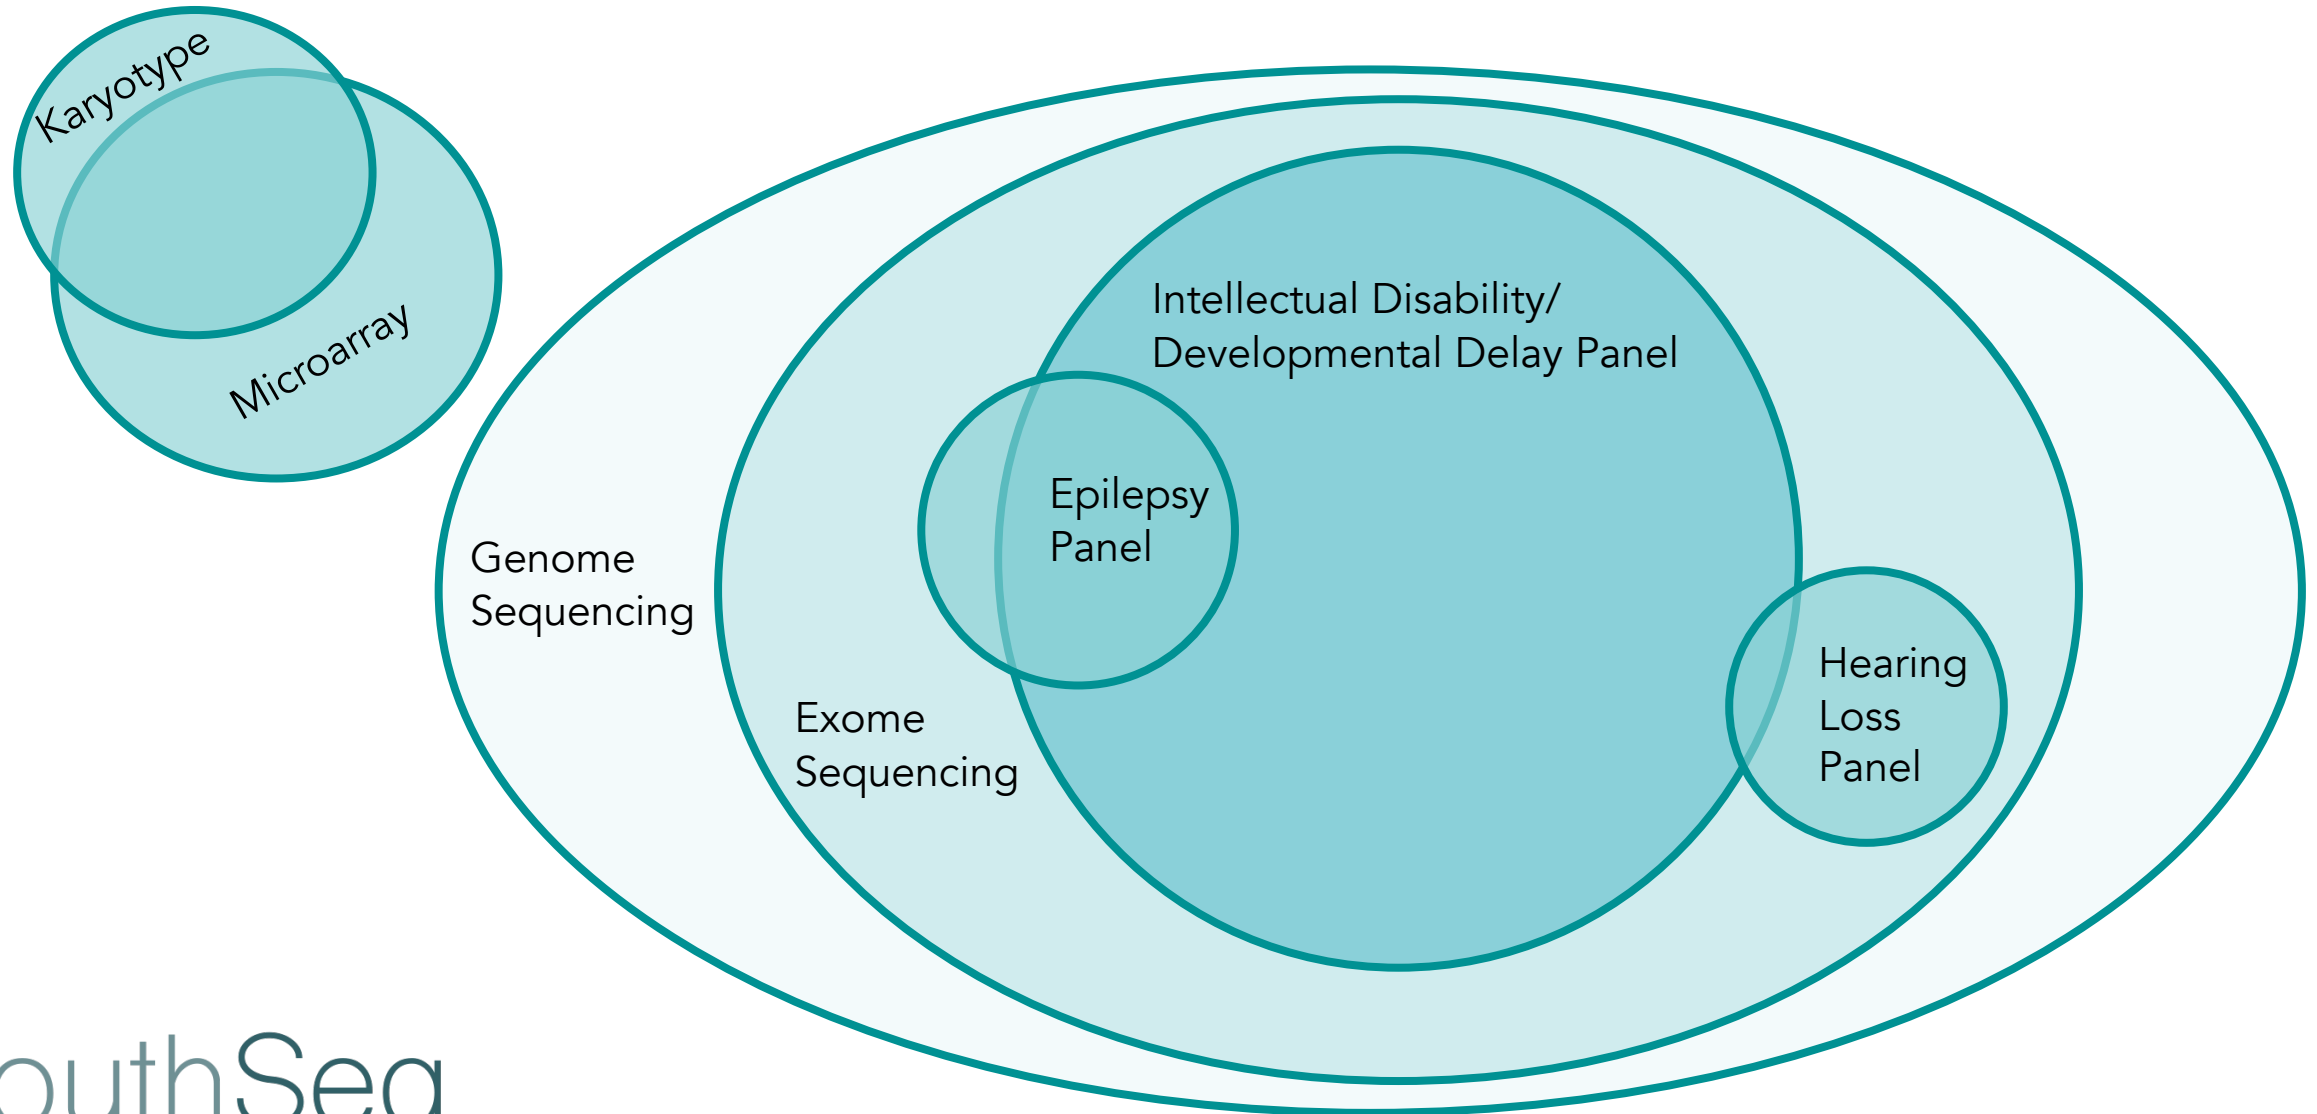 Karyotype
Microarray
Intellectual Disability/
Developmental Delay Panel
Epilepsy
Panel
Genome
Sequencing
Exome
Sequencing
Hearing
Loss
Panel